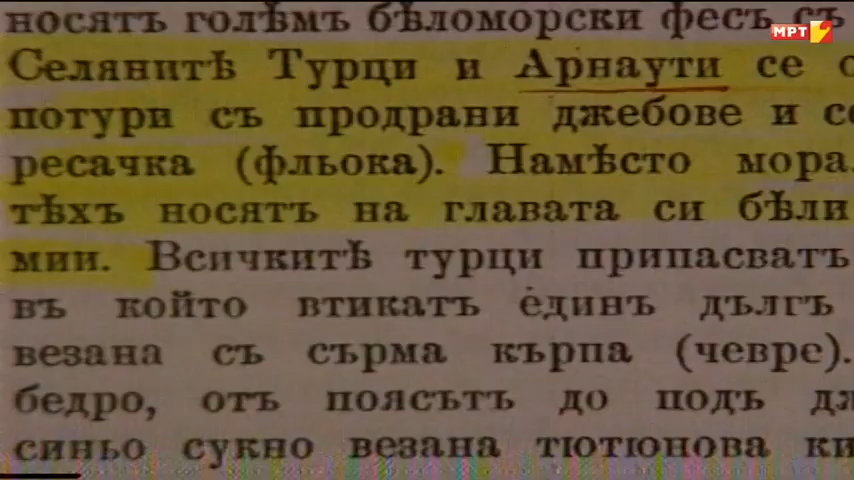 носятъ голѣмъ бѣломорски фесъ съ
МРТ
Селянитѣ Турци и Арнаути се
потури съ продрани джебове и
ресачка (фльока). Намѣсто
тѣхъ носятъ на главата си бѣли
мии. Всичкитѣ турци припасватъ
въ който втикатъ единъ дългъ
везана съ сърма кърпа (чевре).
бедро, отъ поясътъ до подъ
синьо сукно везана тютюнова